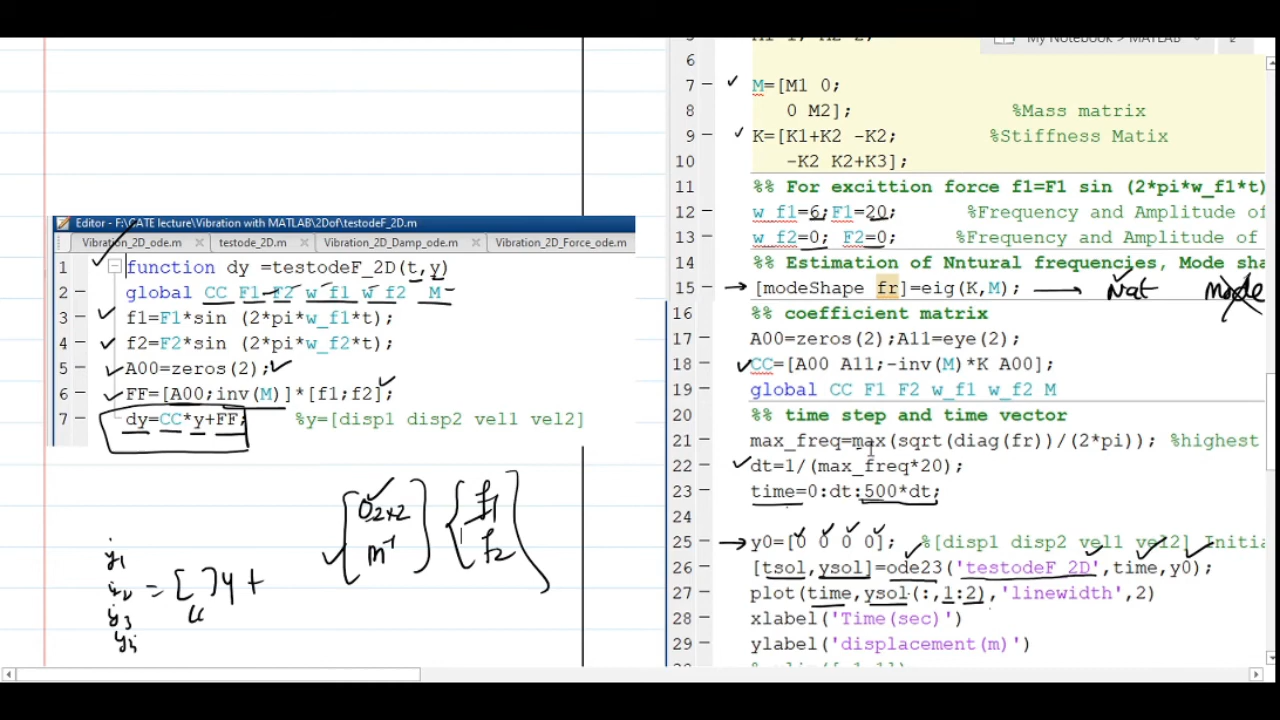 Editor - F:\GATE lecture\Vibration with MATLAB\2Dof\testodeF_2D.m
Vibration_2D_ode.m testode_2D.m Vibration_2D_Damp_ode.m Vibration_2D_Force_ode.m
1 function dy =testodeF_2D(t,y)
2 global CC F1 F2 w_f1 w_f2 M
3 f1=F1*sin (2*pi*w_f1*t);
4 f2=F2*sin (2*pi*w_f2*t);
5 A00=zeros(2);
6 FF=[A00;inv(M)]*[f1;f2];
7 dy=CC*y+FF; %y=[disp1 disp2 vel1 vel2]
02×2 f1
m-1 f2
ẏ1
= [ ]y +
ẏ3
My Notebook > MATLAB
6
7 M=[M1 0;
8 0 M2]; %Mass matrix
9 K=[K1+K2 -K2; %Stiffness Matix
10 -K2 K2+K3];
11 %% For excittion force f1=F1 sin (2*pi*w_f1*t)
12 w_f1=6;F1=20; %Frequency and Amplitude of
13 w_f2=0; F2=0; %Frequency and Amplitude of
14 %% Estimation of Nntural frequencies, Mode sha
15 [modeShape fr]=eig(K,M); Nat Mode
16 %% coefficient matrix
17 A00=zeros(2);A11=eye(2);
18 CC=[A00 A11;-inv(M)*K A00];
19 global CC F1 F2 w_f1 w_f2 M
20 %% time step and time vector
21 max_freq=max(sqrt(diag(fr))/(2*pi)); %highest
22 dt=1/(max_freq*20);
23 time=0:dt:500*dt;
24
25 y0=[0 0 0 0]; %[disp1 disp2 vel1 vel2] Initia
26 [tsol,ysol]=ode23('testodeF_2D',time,y0);
27 plot(time,ysol(:,1:2),'linewidth',2)
28 xlabel('Time(sec)')
29 ylabel('displacement(m)')